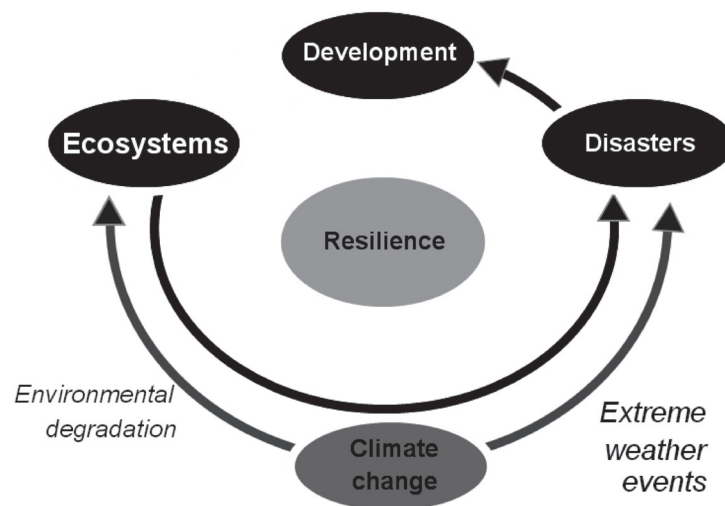 Development
Ecosystems
Disasters
Resilience
Environmental
degradation
Climate
change
Extreme
weather
events